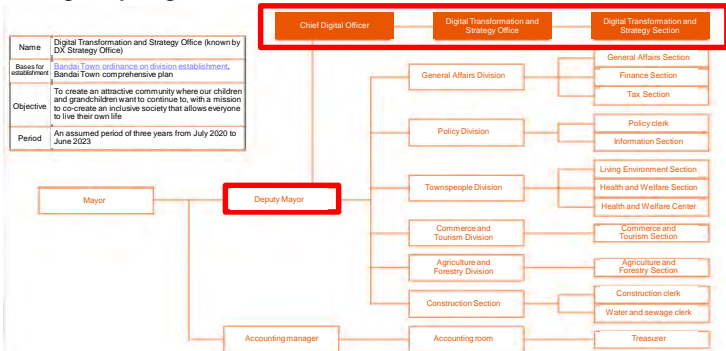 Chief Digital Officer
Digital Transformation and
Strategy Office
Digital Transformation and
Strategy Section
Name
Digital Transformation and Strategy Office (known by
DX Strategy Office)
Bases for
establishment
Bandai Town ordinance on division establishment,
Bandai Town comprehensive plan
Objective
To create an attractive community where our children
and grandchildren want to continue to, with a mission
to co-create an inclusive society that allows everyone
to live their own life
Period
An assumed period of three years from July 2020 to
June 2023
General Affairs Division
General Affairs Section
Finance Section
Tax Section
Policy Division
Policy clerk
Information Section
Mayor
Deputy Mayor
Townspeople Division
Living Environment Section
Health and Welfare Section
Health and Welfare Center
Commerce and
Tourism Division
Commerce and
Tourism Section
Agriculture and
Forestry Division
Agriculture and
Forestry Section
Construction Section
Construction clerk
Water and sewage clerk
Accounting manager
Accounting room
Treasurer